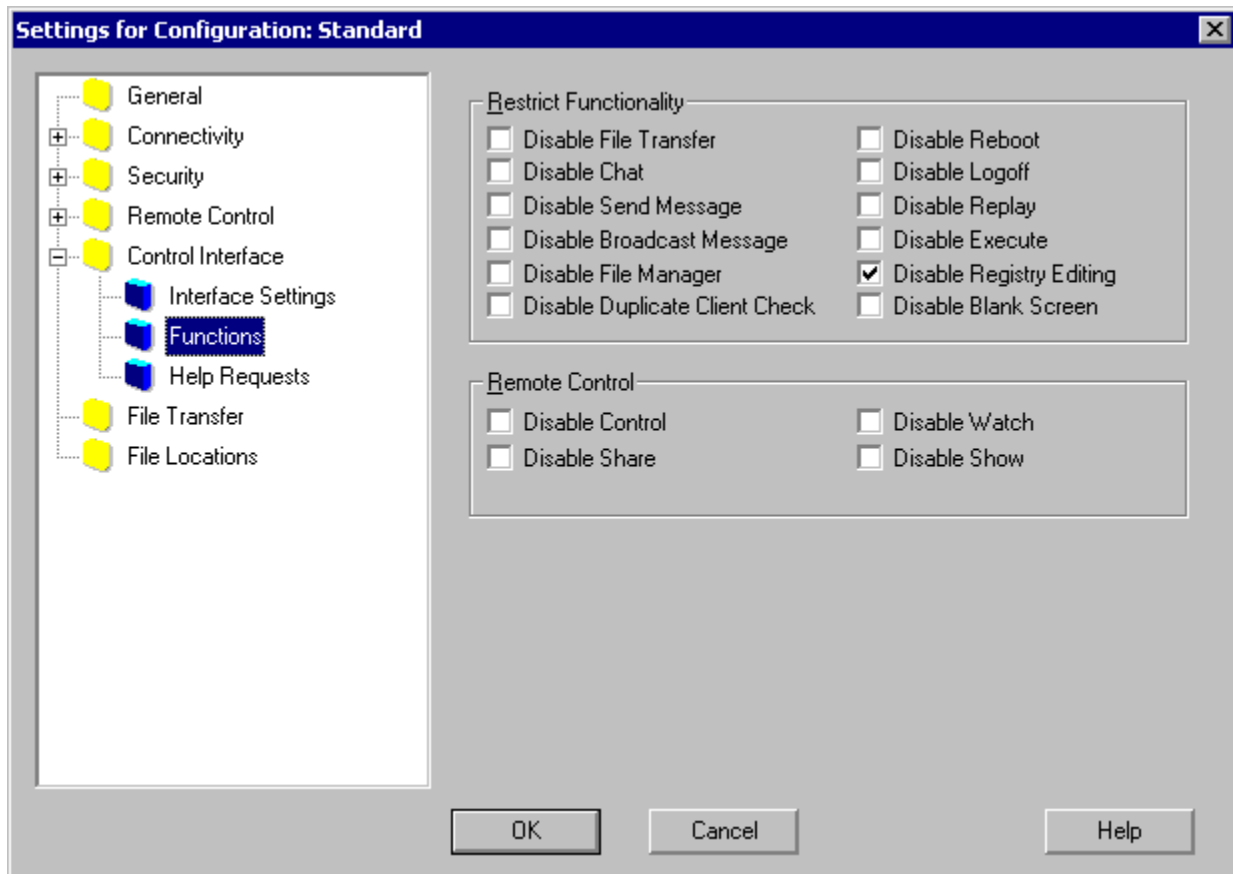 Settings for Configuration: Standard
General
Connectivity
Security
Remote Control
Control Interface
Interface Settings
Functions
Help Requests
File Transfer
File Locations
Restrict Functionality
Disable File Transfer
Disable Chat
Disable Send Message
Disable Broadcast Message
Disable File Manager
Disable Duplicate Client Check
Disable Reboot
Disable Logoff
Disable Replay
Disable Execute
Disable Registry Editing
Disable Blank Screen
Remote Control
Disable Control
Disable Share
Disable Watch
Disable Show
OK
Cancel
Help